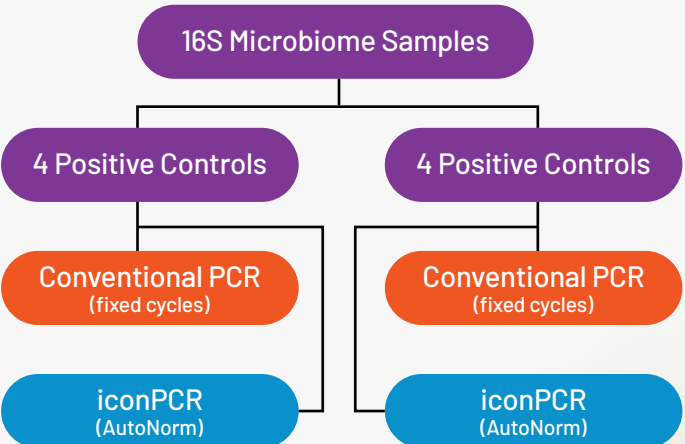 16S Microbiome Samples
4 Positive Controls
4 Positive Controls
Conventional PCR
(fixed cycles)
Conventional PCR
(fixed cycles)
iconPCR
(AutoNorm)
iconPCR
(AutoNorm)